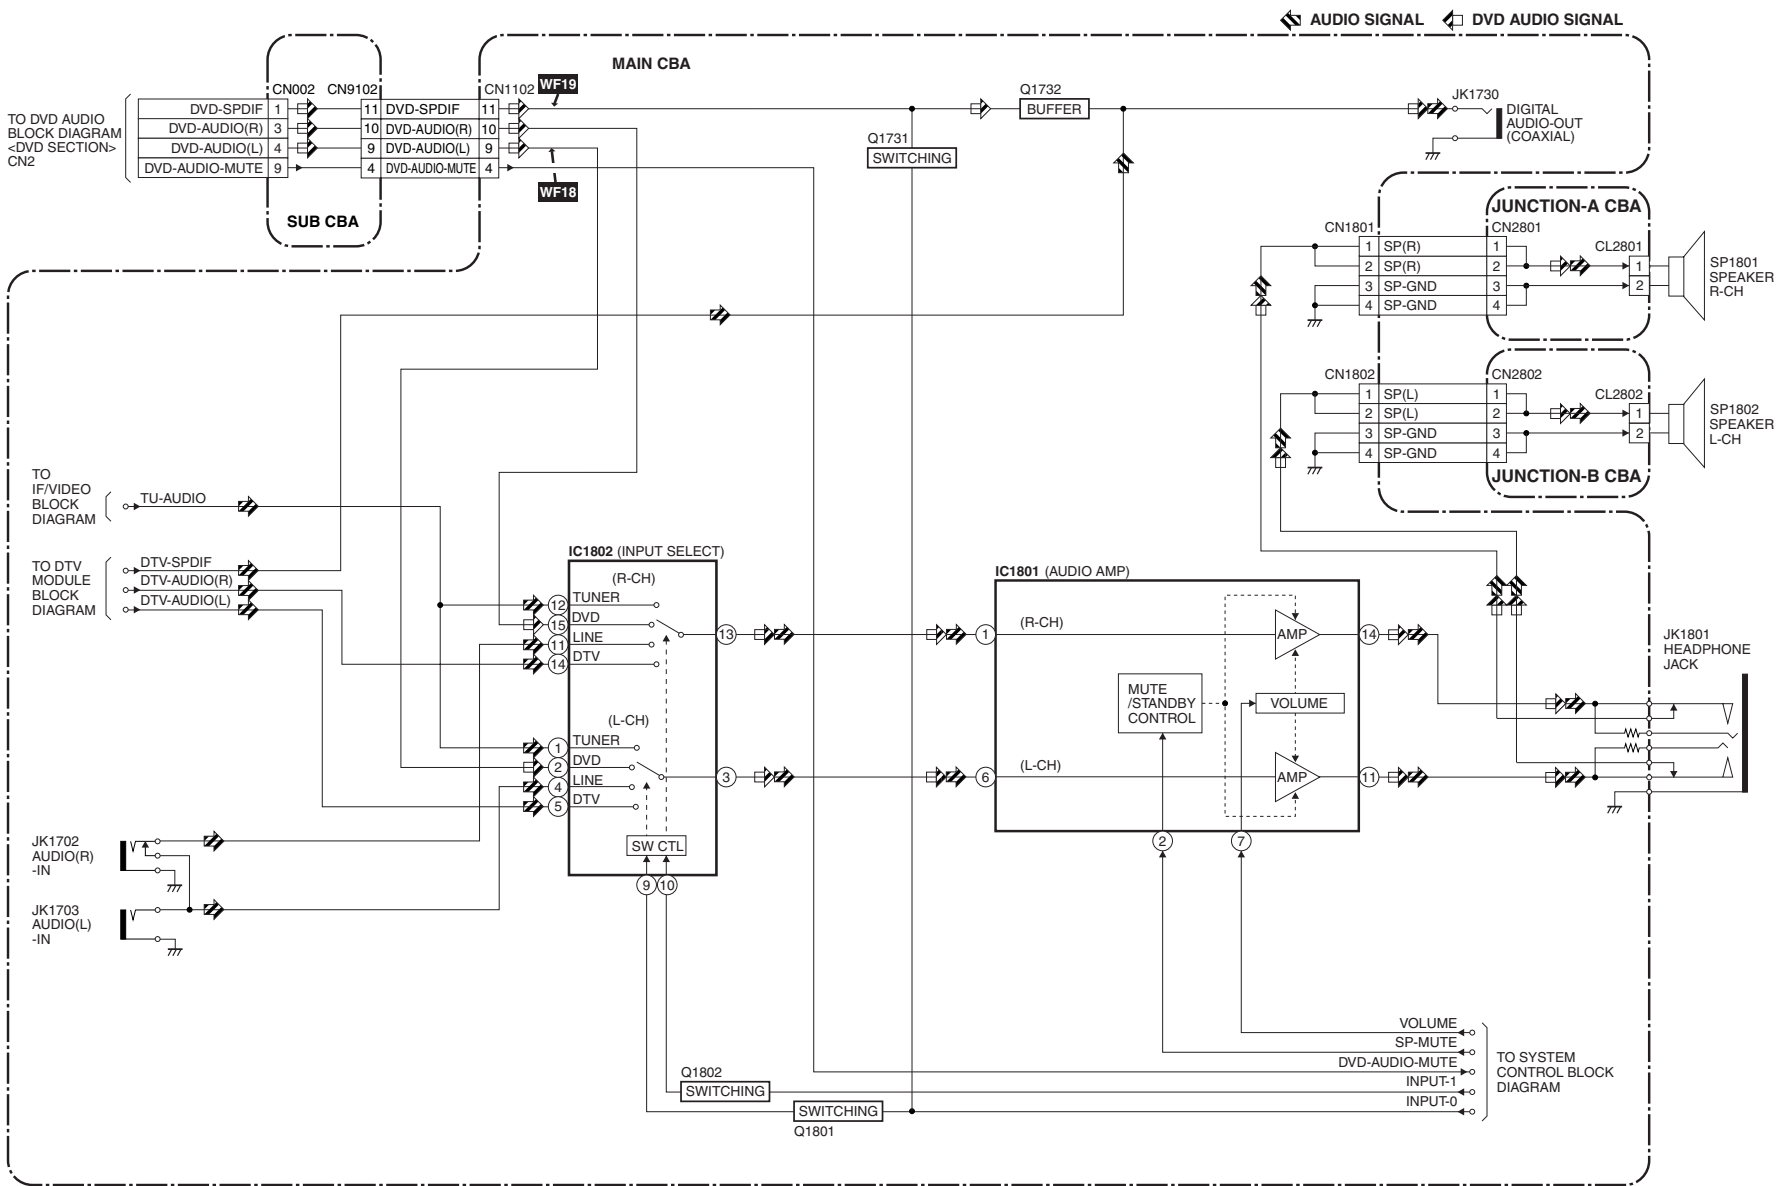 AUDIO SIGNAL DVD AUDIO SIGNAL
MAIN CBA
TO DVD AUDIO
BLOCK DIAGRAM
<DVD SECTION>
CN2
CN002 CN9102 CN1102 WF19
DVD-SPDIF 1 11 DVD-SPDIF 11
DVD-AUDIO(R) 3 10 DVD-AUDIO(R) 10
DVD-AUDIO(L) 4 9 DVD-AUDIO(L) 9
DVD-AUDIO-MUTE 9 4 DVD-AUDIO-MUTE 4
WF18
SUB CBA
Q1732
BUFFER
Q1731
SWITCHING
JK1730
DIGITAL
AUDIO-OUT
(COAXIAL)
JUNCTION-A CBA
CN1801 CN2801
1 SP(R) 1
2 SP(R) 2
3 SP-GND 3
4 SP-GND 4
CL2801
1
2
SP1801
SPEAKER
R-CH
CN1802 CN2802
1 SP(L) 1
2 SP(L) 2
3 SP-GND 3
4 SP-GND 4
CL2802
1
2
SP1802
SPEAKER
L-CH
JUNCTION-B CBA
TO
IF/VIDEO
BLOCK
DIAGRAM
TU-AUDIO
TO DTV
MODULE
BLOCK
DIAGRAM
DTV-SPDIF
DTV-AUDIO(R)
DTV-AUDIO(L)
IC1802 (INPUT SELECT)
(R-CH)
12 TUNER
15 DVD
11 LINE
14 DTV
13
(L-CH)
1 TUNER
2 DVD
4 LINE
5 DTV
3
SW CTL
9 10
IC1801 (AUDIO AMP)
1 (R-CH) AMP 14
MUTE
/STANDBY
CONTROL
VOLUME
6 (L-CH) AMP 11
2 7
JK1801
HEADPHONE
JACK
JK1702
AUDIO(R)
-IN
JK1703
AUDIO(L)
-IN
VOLUME
SP-MUTE
DVD-AUDIO-MUTE
INPUT-1
INPUT-0
TO SYSTEM
CONTROL BLOCK
DIAGRAM
Q1802
SWITCHING
SWITCHING
Q1801